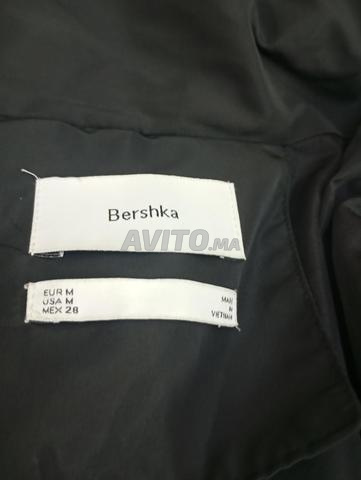 Bershka
AVITO.ma
EUR M
USA M
MEX 28
MADE
IN
VIETNAM